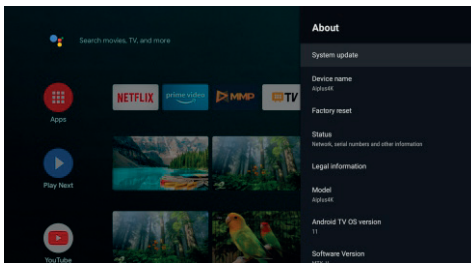 Search movies, TV, and more
Apps
NETFLIX
prime video
MMP
TV
Play Next
YouTube
About
System update
Device name
Aiplus4K
Factory reset
Status
Network, serial numbers and other information
Legal information
Model
Aiplus4K
Android TV OS version
11
Software Version